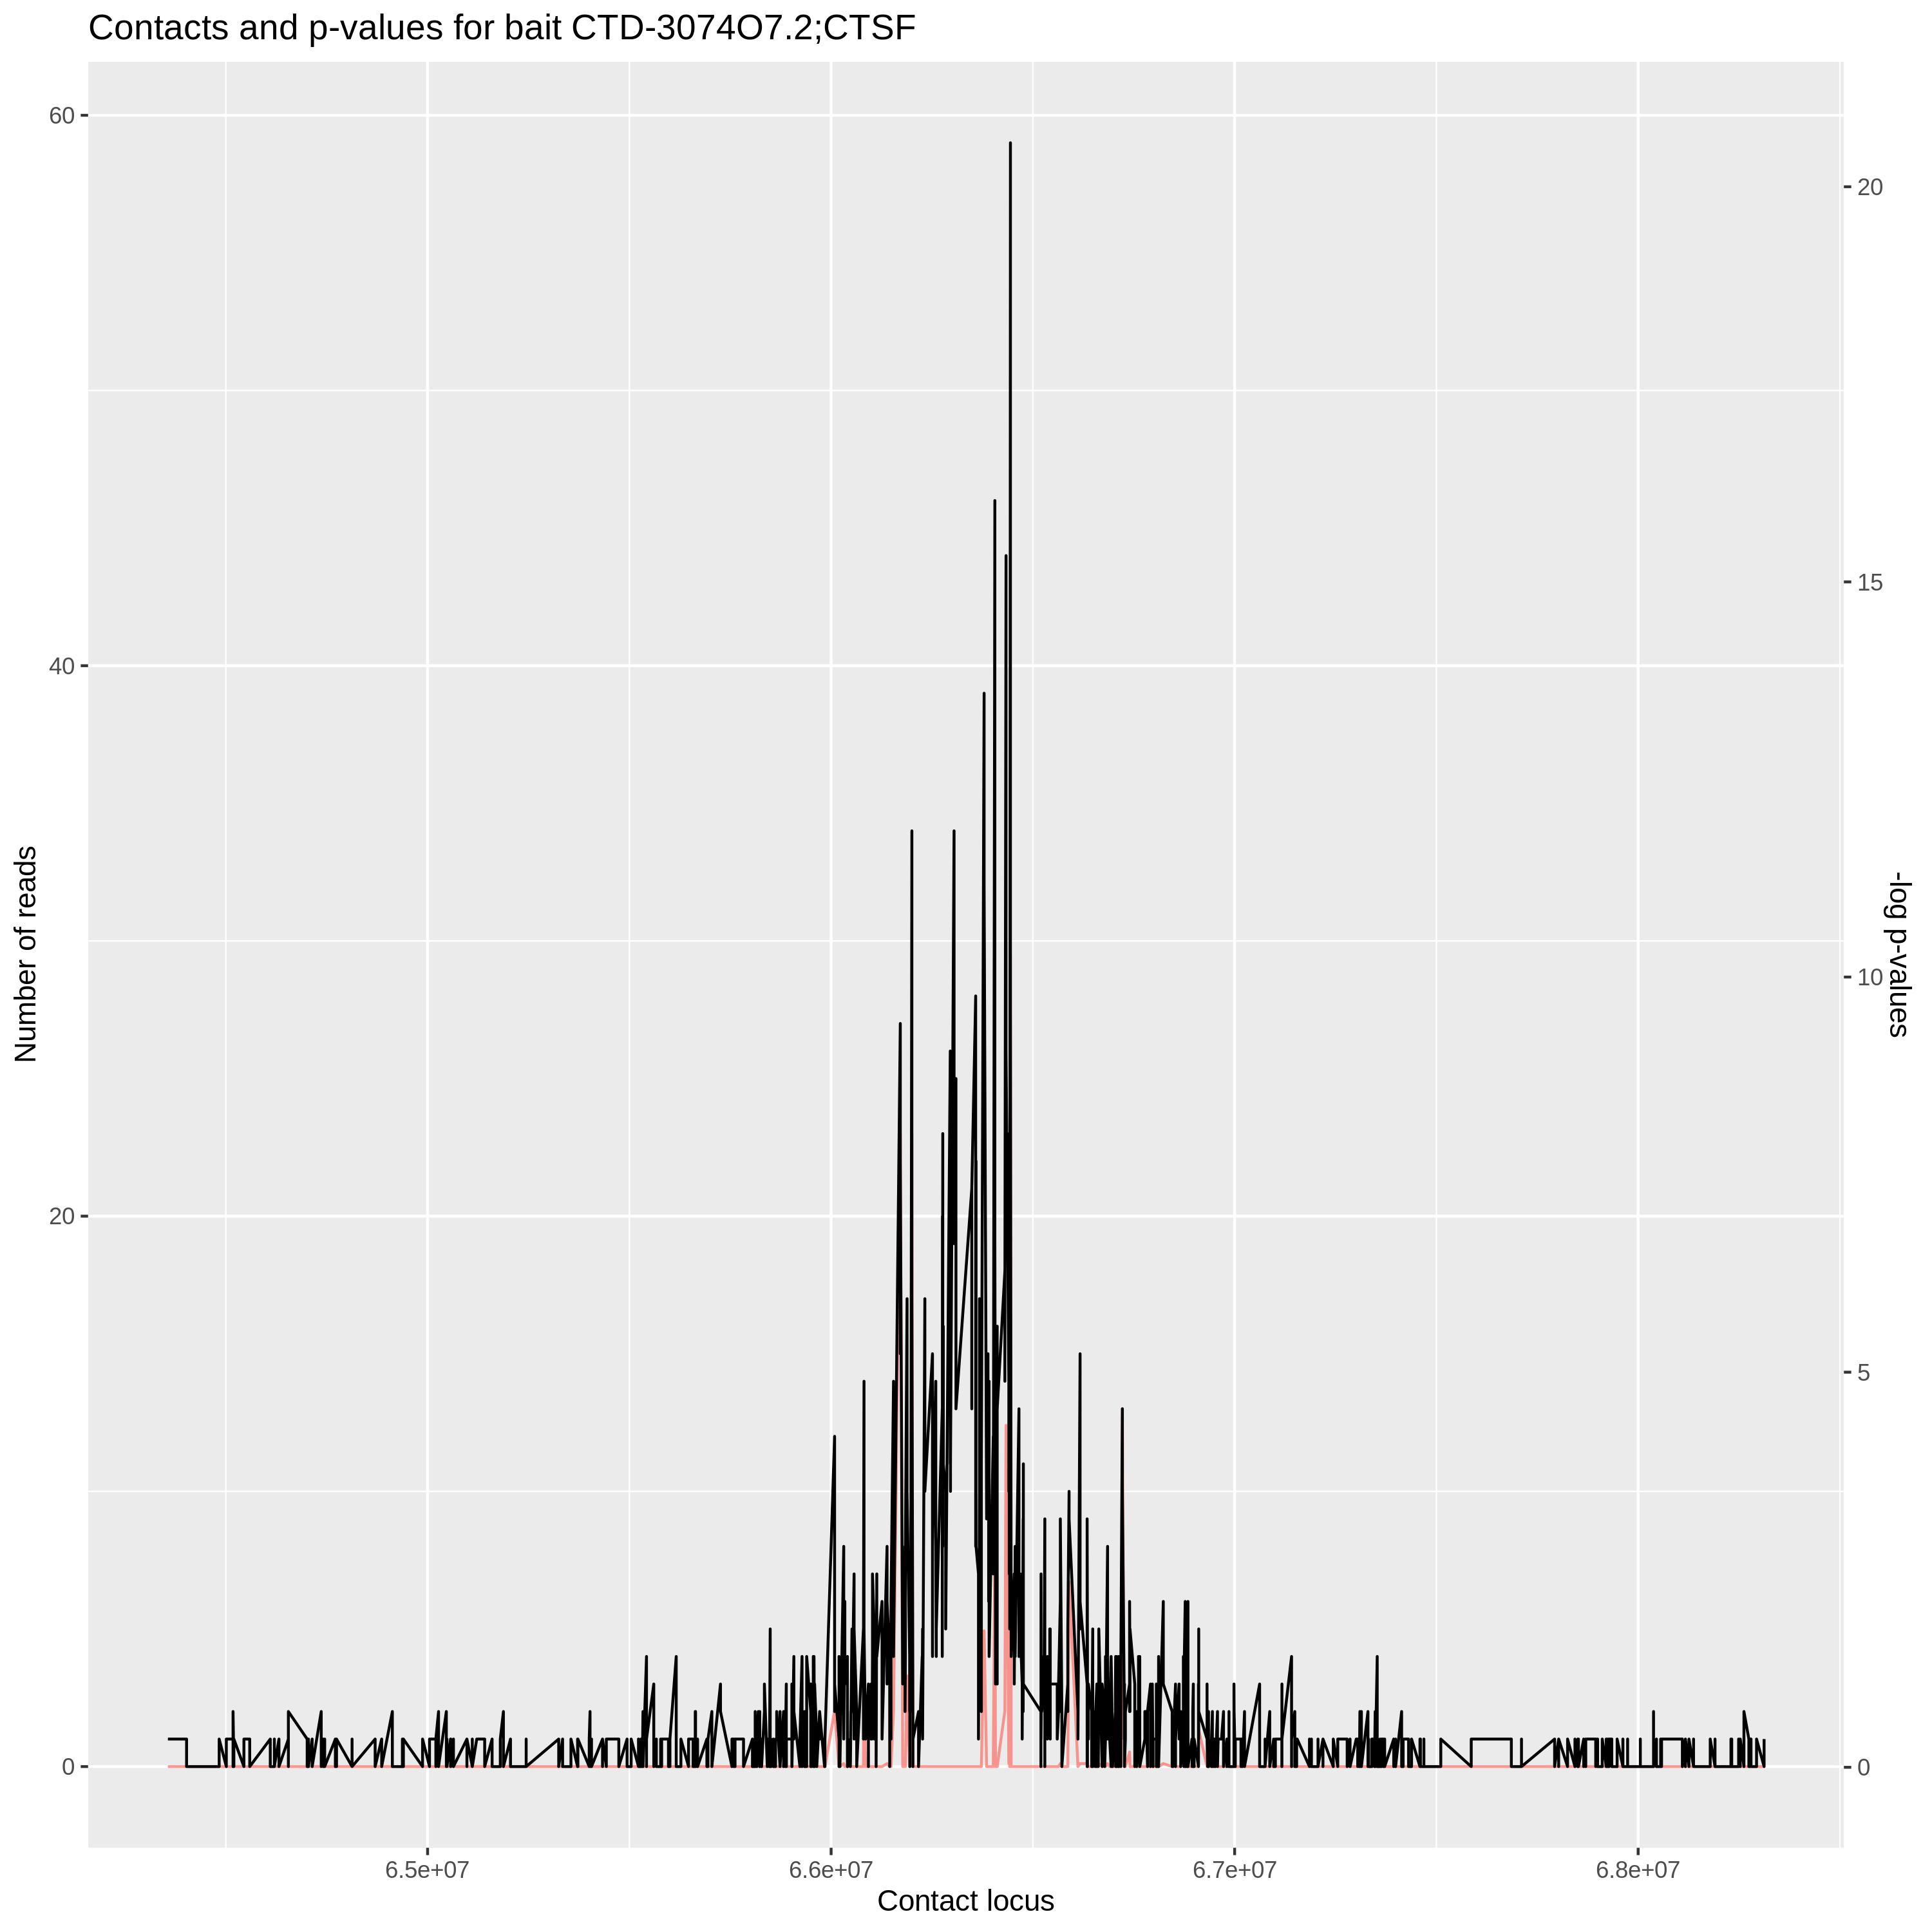 Contacts and p-values for bait CTD-3074O7.2;CTSF
60
40
20
0
Number of reads
20
15
10
5
0
-log p-values
6.5e+07
6.6e+07
6.7e+07
6.8e+07
Contact locus